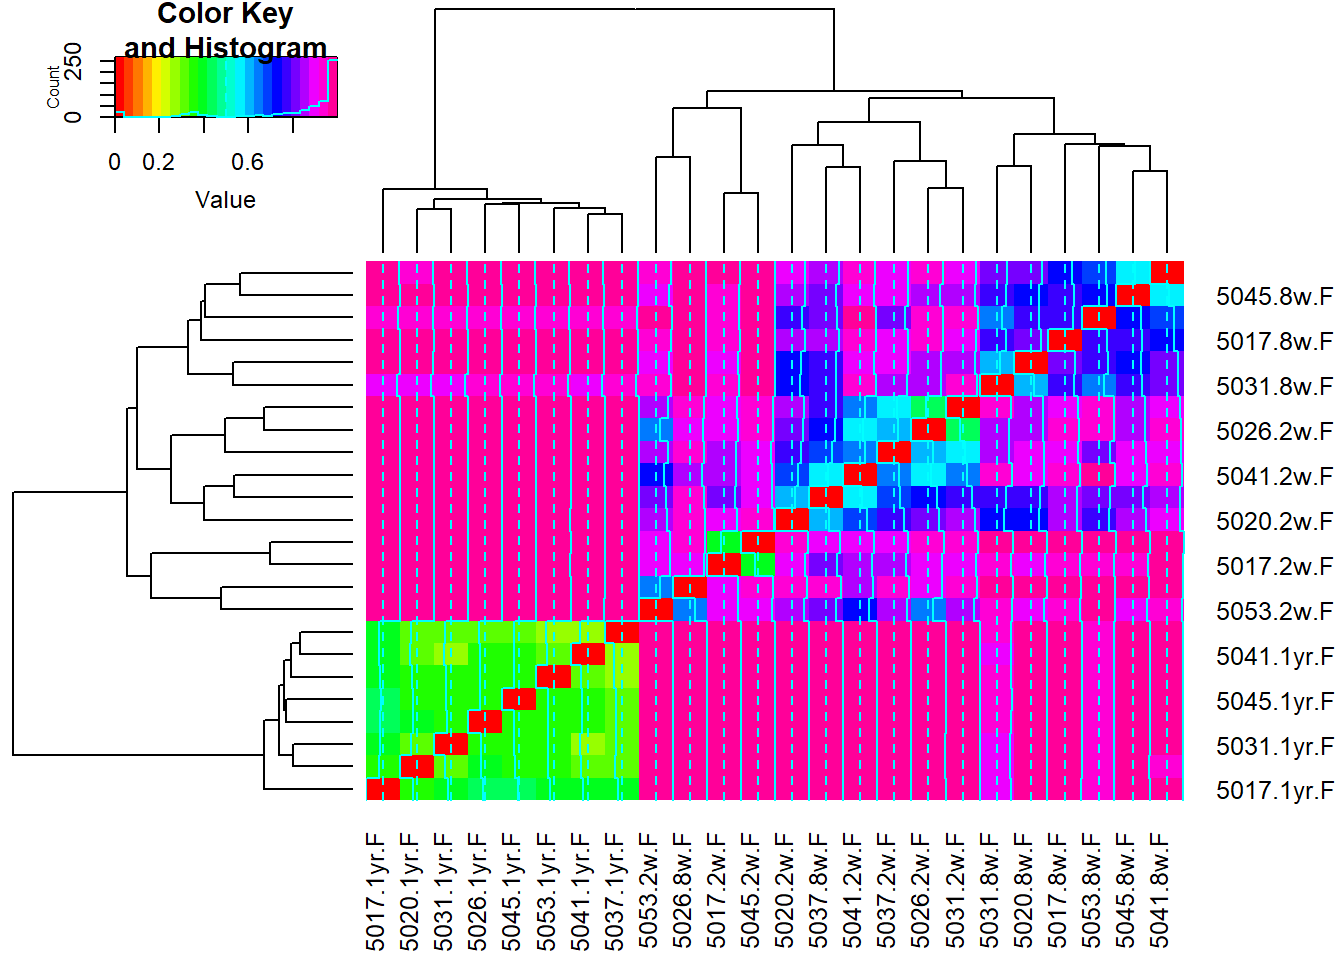 Color Key
and Histogram
Count
0
250
0
0.2
0.6
Value
5045.8w.F
5017.8w.F
5031.8w.F
5026.2w.F
5041.2w.F
5020.2w.F
5017.2w.F
5053.2w.F
5041.1yr.F
5045.1yr.F
5031.1yr.F
5017.1yr.F
5017.1yr.F
5020.1yr.F
5031.1yr.F
5026.1yr.F
5045.1yr.F
5053.1yr.F
5041.1yr.F
5037.1yr.F
5053.2w.F
5026.8w.F
5017.2w.F
5045.2w.F
5020.2w.F
5037.8w.F
5041.2w.F
5037.2w.F
5026.2w.F
5031.2w.F
5031.8w.F
5020.8w.F
5017.8w.F
5053.8w.F
5045.8w.F
5041.8w.F